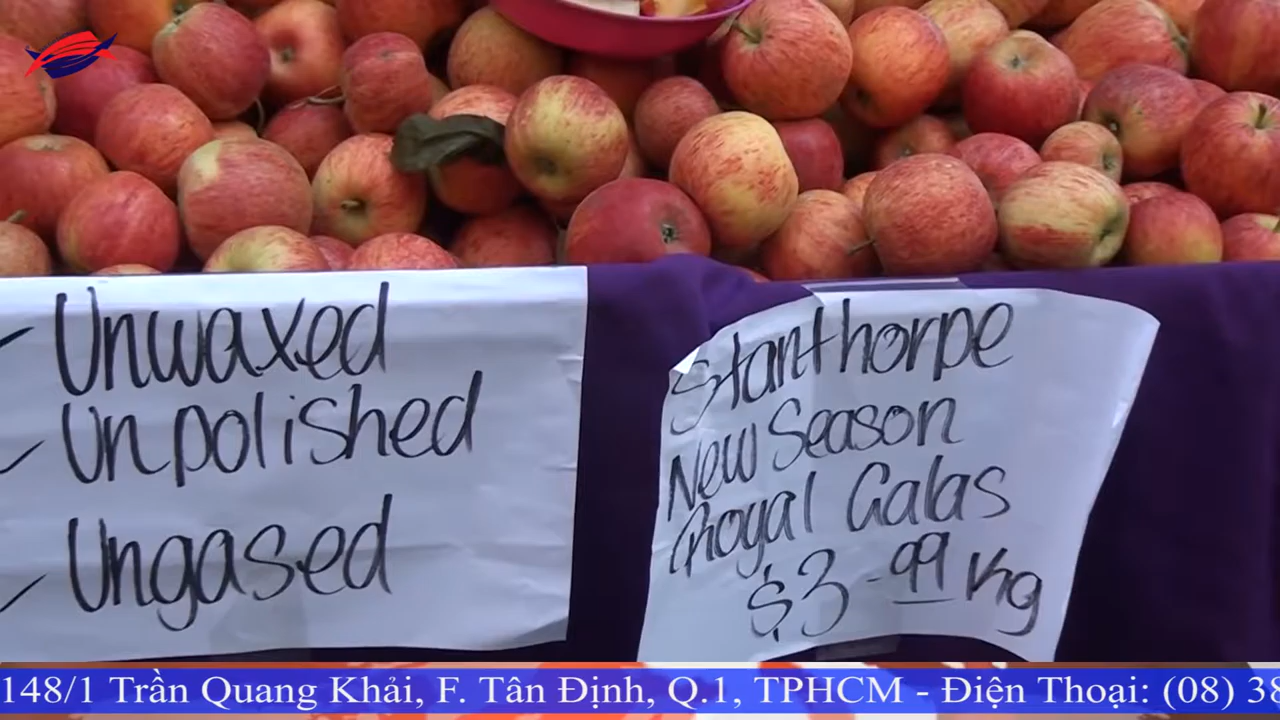 Unwaxed
Unpolished
Ungased
Stanthorpe
New Season
Royal Galas
$3.99 Kg
148/1 Trần Quang Khải, F. Tân Định, Q.1, TPHCM - Điện Thoại: (08) 38